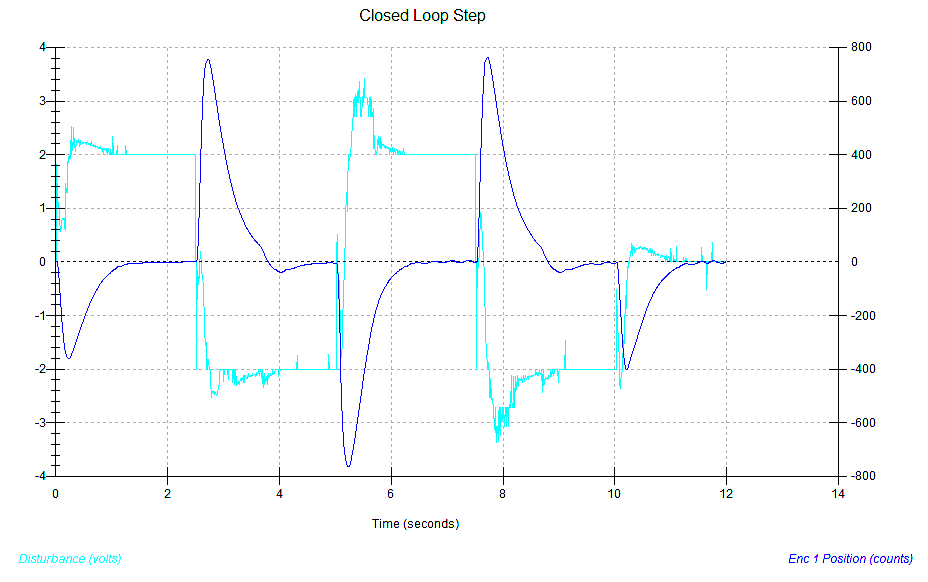 Closed Loop Step
4 800
3 600
2 400
1 200
0 0
-1 -200
-2 -400
-3 -600
-4 -800
0 2 4 6 8 10 12 14
Time (seconds)
Disturbance (volts) Enc 1 Position (counts)